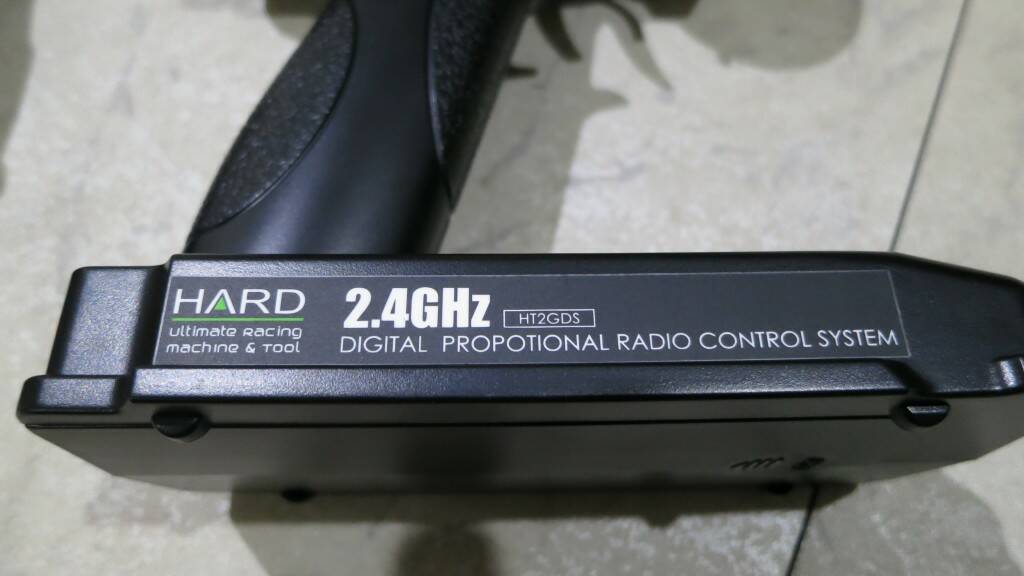 HARD
ultimate Racing
machine & Tool
2.4GHz HT2GDS
DIGITAL PROPOTIONAL RADIO CONTROL SYSTEM